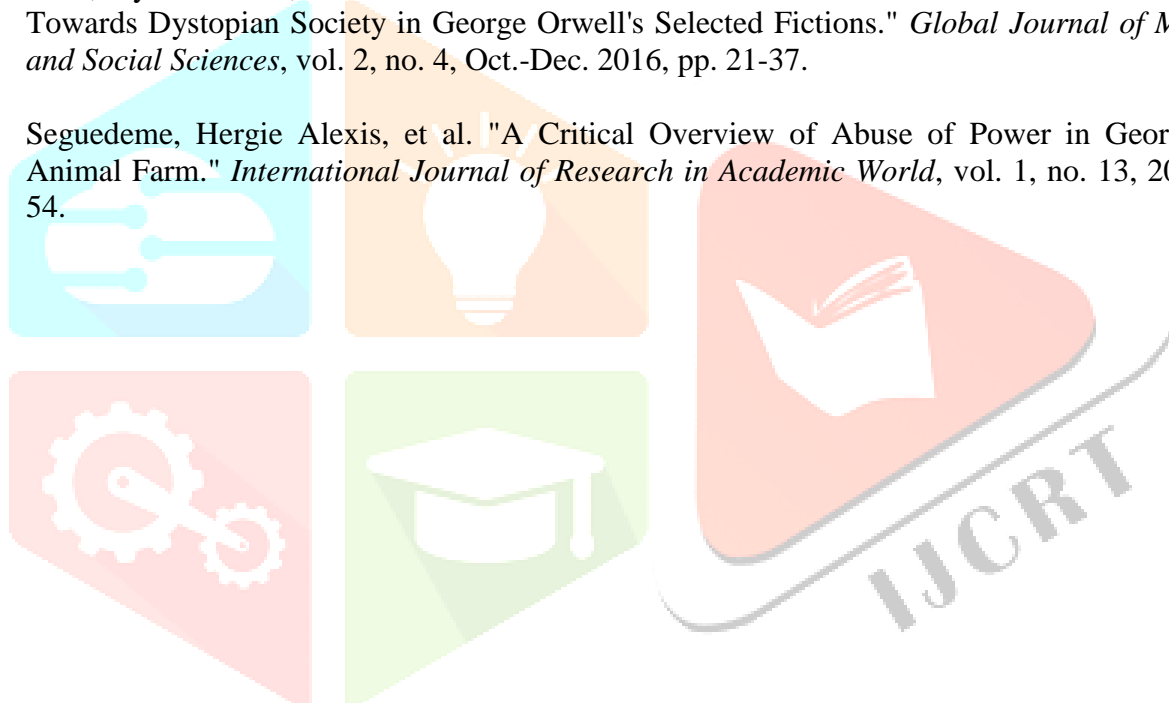 Towards Dystopian Society in George Orwell's Selected Fictions." Global Journal of
and Social Sciences, vol. 2, no. 4, Oct.-Dec. 2016, pp. 21-37.
Seguedeme, Hergie Alexis, et al. "A Critical Overview of Abuse of Power in
Animal Farm." International Journal of Research in Academic World, vol. 1, no. 13,
54.
IJCRT